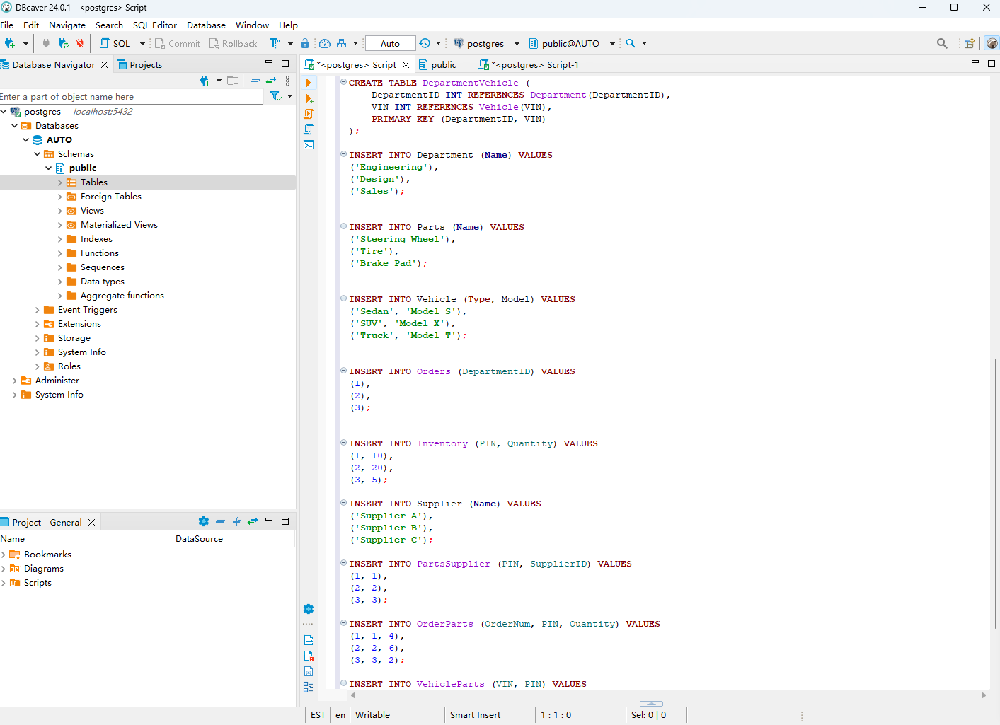 DBeaver 24.0.1 - <postgres> Script
File Edit Navigate Search SQL Editor Database Window Help
SQL Commit Rollback Auto postgres public@AUTO
Database Navigator Projects
Enter a part of object name here
postgres - localhost:5432
Databases
AUTO
Schemas
public
Tables
Foreign Tables
Views
Materialized Views
Indexes
Functions
Sequences
Data types
Aggregate functions
Event Triggers
Extensions
Storage
System Info
Roles
Administer
System Info
Project - General
Name DataSource
Bookmarks
Diagrams
Scripts
*<postgres> Script public *<postgres> Script-1
CREATE TABLE DepartmentVehicle (
    DepartmentID INT REFERENCES Department(DepartmentID),
    VIN INT REFERENCES Vehicle(VIN),
    PRIMARY KEY (DepartmentID, VIN)
);
INSERT INTO Department (Name) VALUES
('Engineering'),
('Design'),
('Sales');
INSERT INTO Parts (Name) VALUES
('Steering Wheel'),
('Tire'),
('Brake Pad');
INSERT INTO Vehicle (Type, Model) VALUES
('Sedan', 'Model S'),
('SUV', 'Model X'),
('Truck', 'Model T');
INSERT INTO Orders (DepartmentID) VALUES
(1),
(2),
(3);
INSERT INTO Inventory (PIN, Quantity) VALUES
(1, 10),
(2, 20),
(3, 5);
INSERT INTO Supplier (Name) VALUES
('Supplier A'),
('Supplier B'),
('Supplier C');
INSERT INTO PartsSupplier (PIN, SupplierID) VALUES
(1, 1),
(2, 2),
(3, 3);
INSERT INTO OrderParts (OrderNum, PIN, Quantity) VALUES
(1, 1, 4),
(2, 2, 6),
(3, 3, 2);
INSERT INTO VehicleParts (VIN, PIN) VALUES
EST en Writable Smart Insert 1 : 1 : 0 Sel: 0 | 0